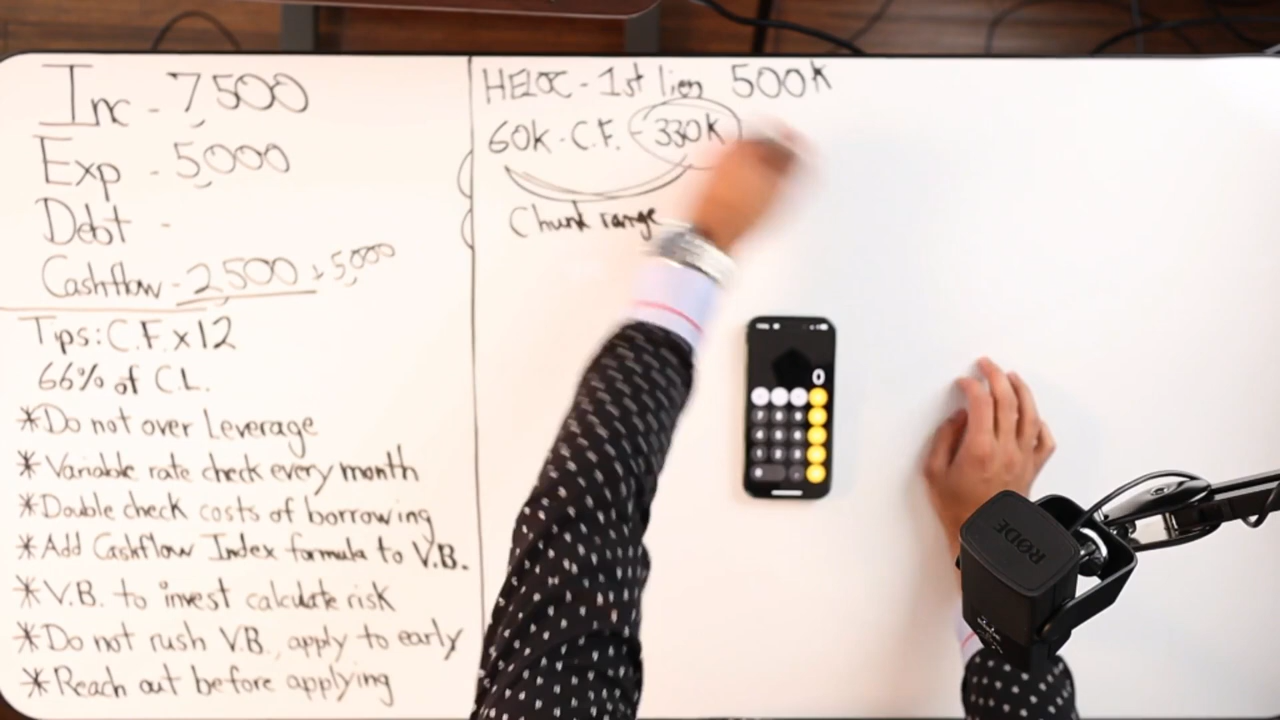 Inc - 7,500
Exp - 5,000
Debt -
Cashflow - 2,500 + 5,000
Tips: C.F. x 12
66% of C.L.
*Do not over Leverage
*Variable rate check every month
*Double check costs of borrowing
*Add Cashflow Index formula to V.B.
*V.B. to invest calculate risk
*Do not rush V.B., apply to early
*Reach out before applying
HELOC - 1st lien 500K
60K - C.F. - 330K
Chunk range
0
RØDE